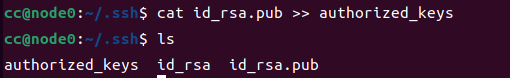 cc@node0:~/.ssh$ cat id_rsa.pub >> authorized_keys
cc@node0:~/.ssh$ ls
authorized_keys  id_rsa  id_rsa.pub